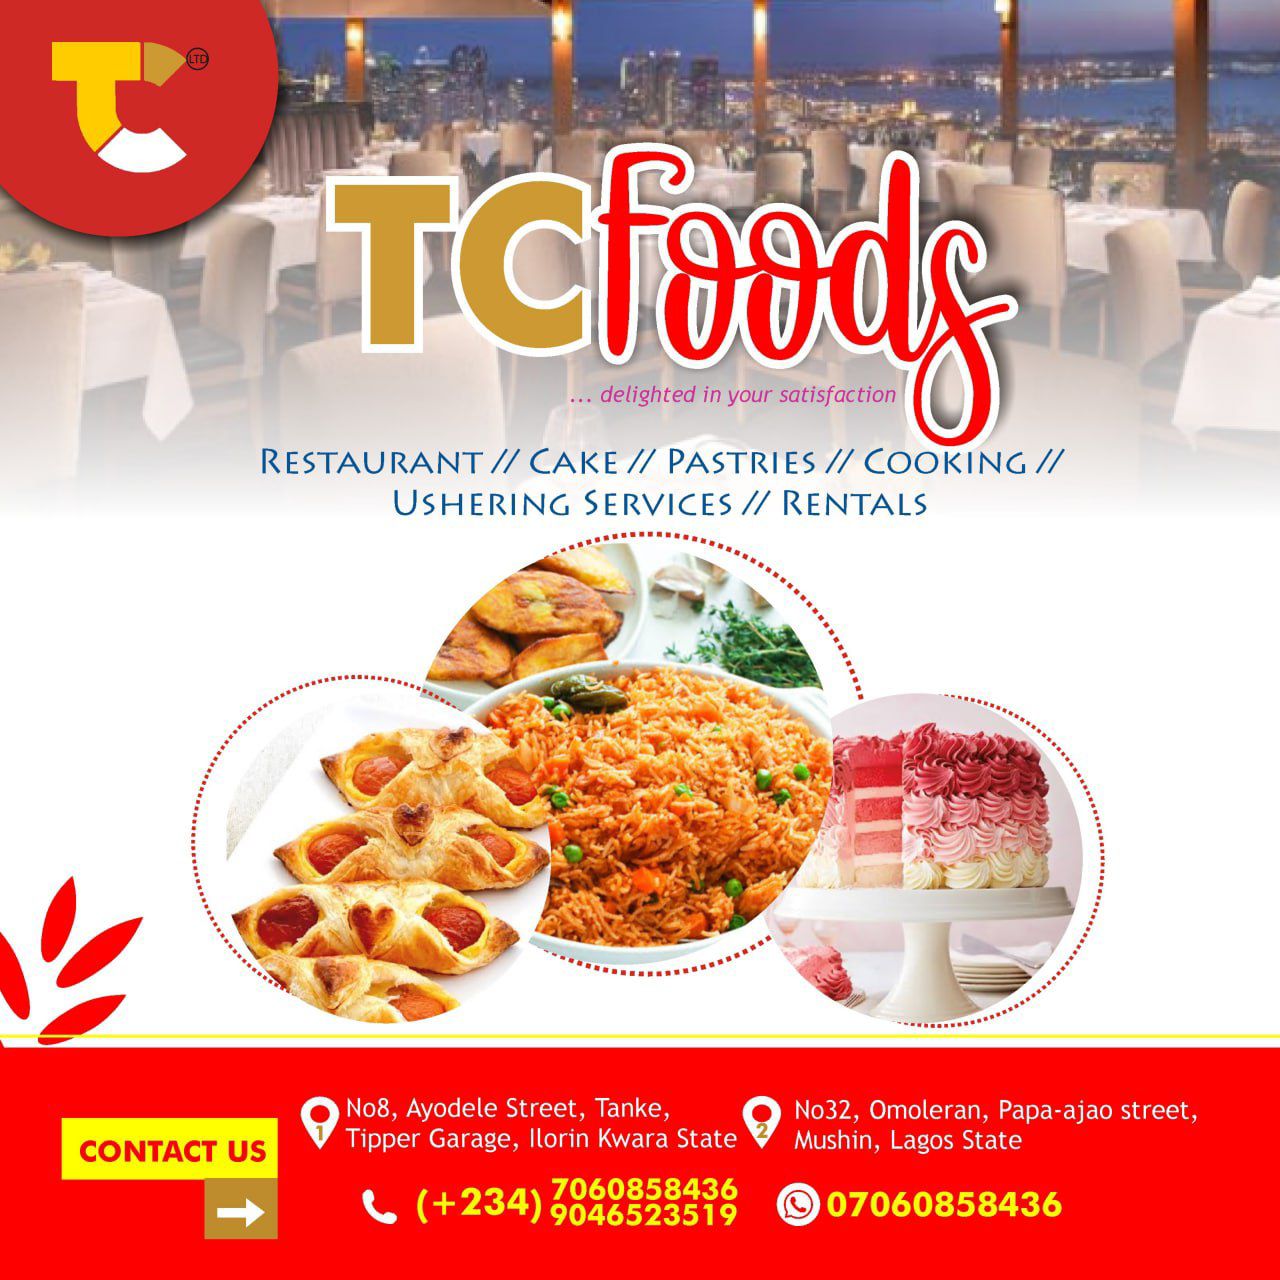 TC LTD
TCfoods
... delighted in your satisfaction
RESTAURANT // CAKE // PASTRIES // COOKING //
USHERING SERVICES // RENTALS
CONTACT US
1
No8, Ayodele Street, Tanke,
Tipper Garage, Ilorin Kwara State
2
No32, Omoleran, Papa-ajao street,
Mushin, Lagos State
(+234) 7060858436
9046523519
07060858436